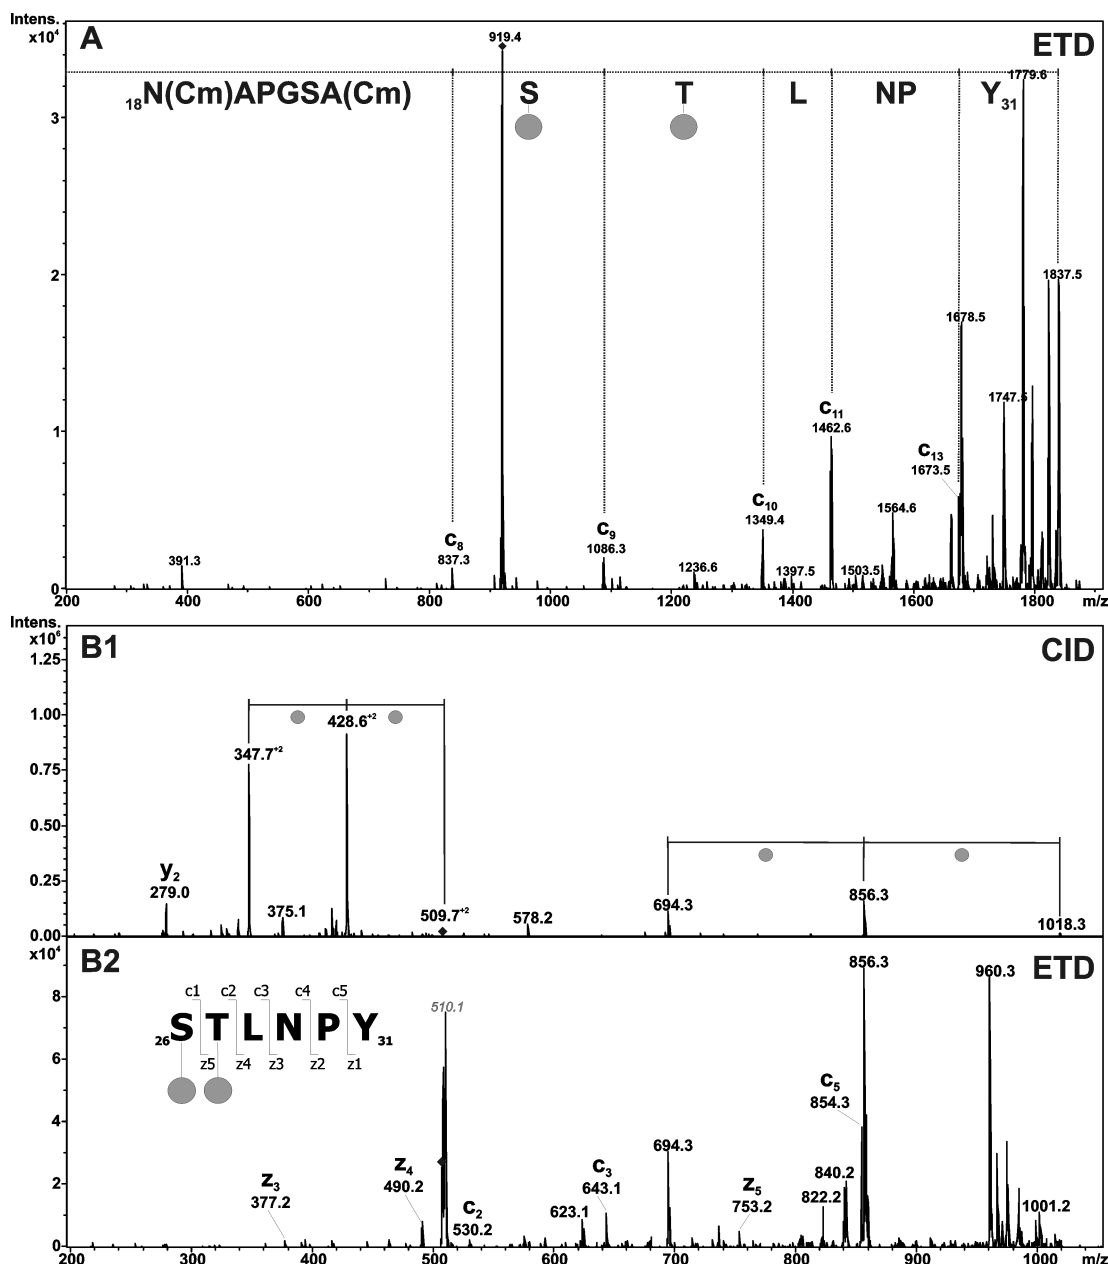 Intens.
x10⁴
A
ETD
919.4
1779.6
₁₈N(Cm)APGSA(Cm) S T L NP Y₃₁
3
2
1
0
1837.5
1678.5
1747.5
c₁₁
1462.6
c₁₃
1673.5
c₁₀
1349.4
1564.6
c₉
1086.3
c₈
837.3
391.3
1236.6
1397.5
1503.5
200 400 600 800 1000 1200 1400 1600 1800 m/z
Intens.
x10⁶
B1
CID
1.25
1.00
0.75
0.50
0.25
0.00
428.6⁺²
347.7⁺²
y₂
279.0
375.1
509.7⁺²
578.2
694.3
856.3
1018.3
x10⁴
B2
ETD
8
6
4
2
0
c1 c2 c3 c4 c5
₂₆STLNPY₃₁
z5 z4 z3 z2 z1
510.1
856.3
960.3
c₅
854.3
694.3
z₄
490.2
z₃
377.2
c₂
530.2
c₃
643.1
623.1
z₅
753.2
840.2
822.2
1001.2
200 300 400 500 600 700 800 900 1000 m/z